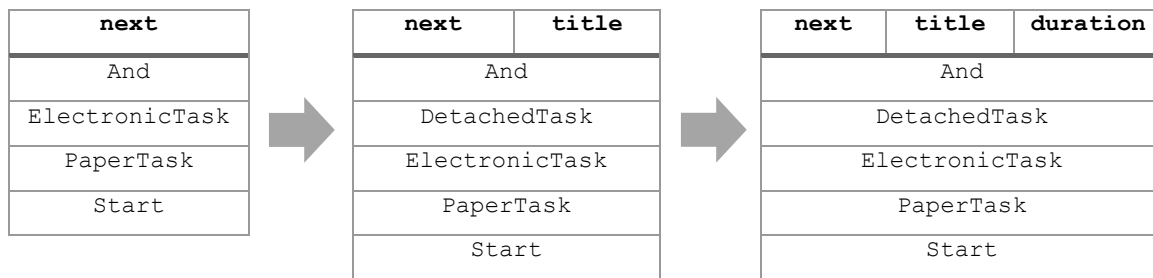 next
And
ElectronicTask
PaperTask
Start
next title
And
DetachedTask
ElectronicTask
PaperTask
Start
next title duration
And
DetachedTask
ElectronicTask
PaperTask
Start